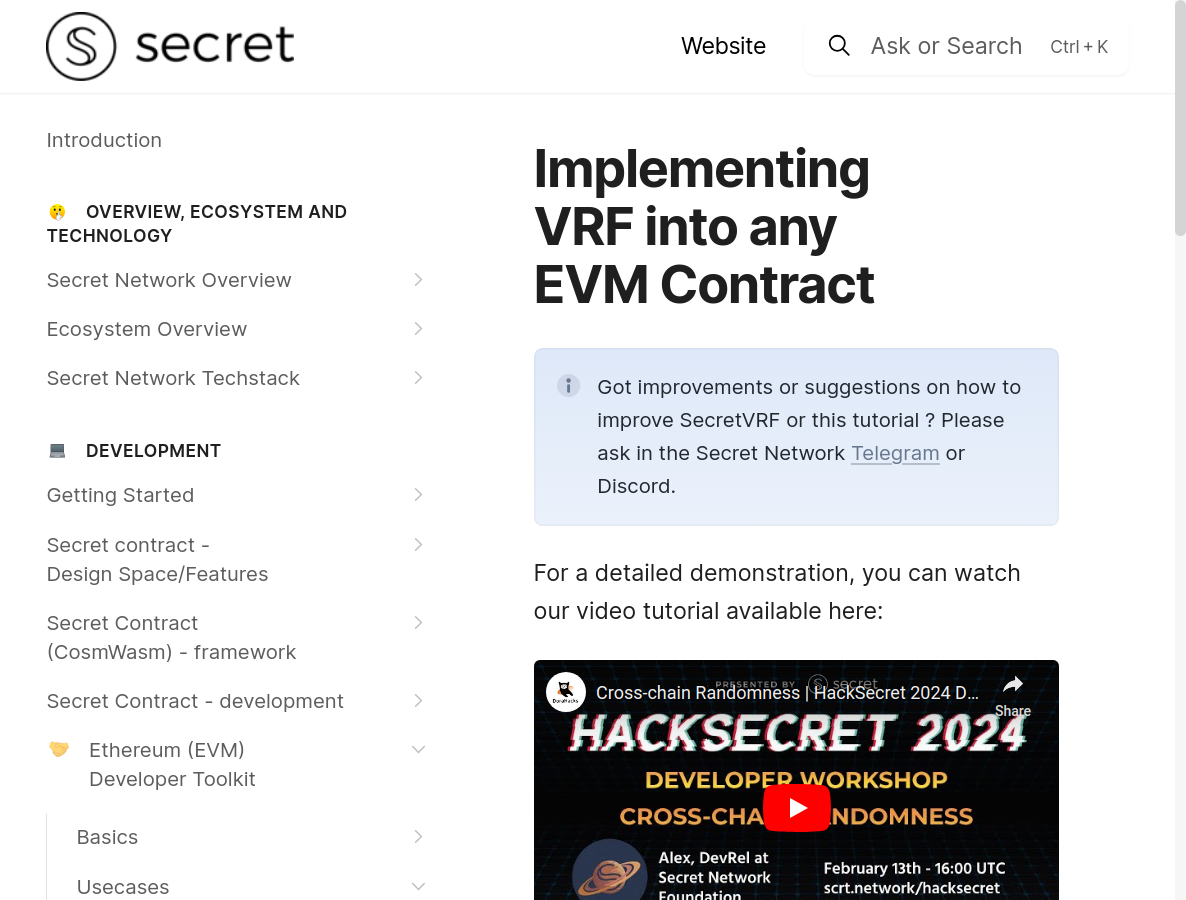 secret
Website
Ask or Search
Ctrl + K
Introduction
OVERVIEW, ECOSYSTEM AND
TECHNOLOGY
Secret Network Overview
Ecosystem Overview
Secret Network Techstack
DEVELOPMENT
Getting Started
Secret contract -
Design Space/Features
Secret Contract
(CosmWasm) - framework
Secret Contract - development
Ethereum (EVM)
Developer Toolkit
Basics
Usecases
Implementing
VRF into any
EVM Contract
Got improvements or suggestions on how to
improve SecretVRF or this tutorial ? Please
ask in the Secret Network Telegram or
Discord.
For a detailed demonstration, you can watch
our video tutorial available here:
PRESENTED BY secret
DoraHacks
Cross-chain Randomness | HackSecret 2024 D...
Share
HACKSECRET 2024
DEVELOPER WORKSHOP
CROSS-CHA NDOMNESS
Alex, DevRel at
Secret Network
Foundation
February 13th - 16:00 UTC
scrt.network/hacksecret